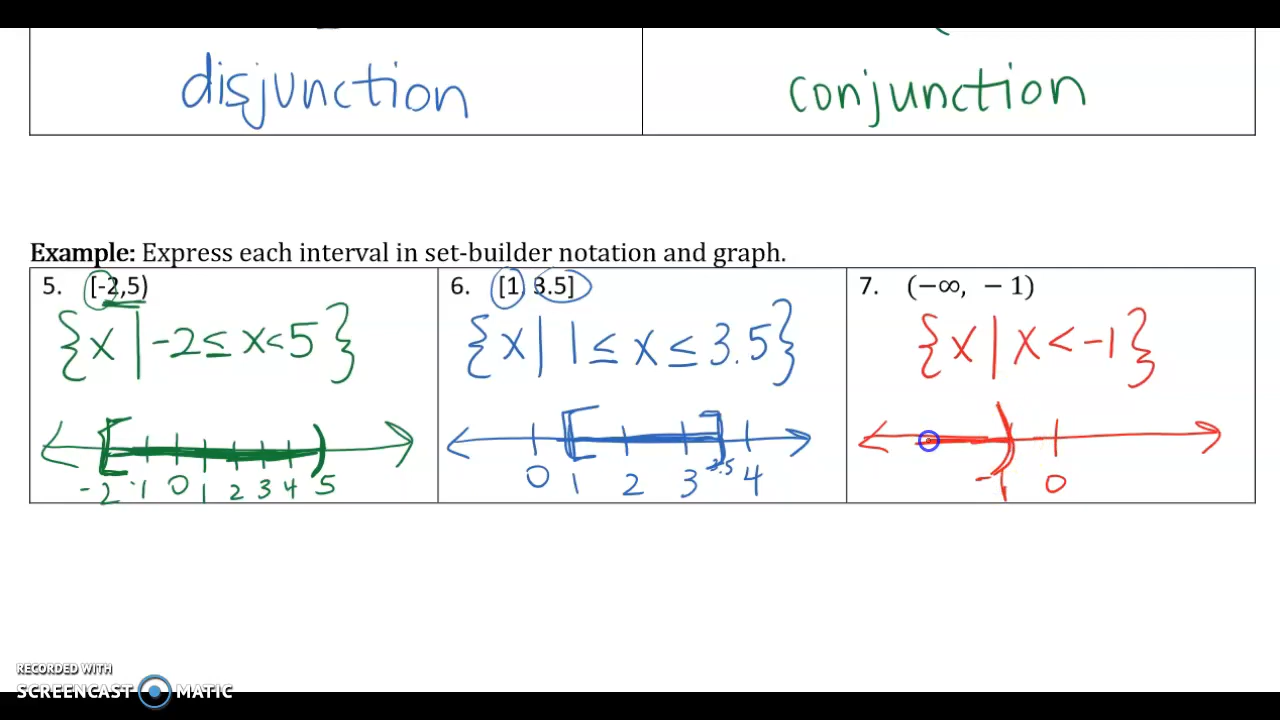 disjunction
conjunction
Example: Express each interval in set-builder notation and graph.
5. [-2,5)
{x | -2 ≤ x < 5}
-2 -1 0 1 2 3 4 5
6. [1, 3.5]
{x | 1 ≤ x ≤ 3.5}
0 1 2 3 3.5 4
7. (−∞, −1)
{x | x < -1}
-1 0
RECORDED WITH
SCREENCAST MATIC